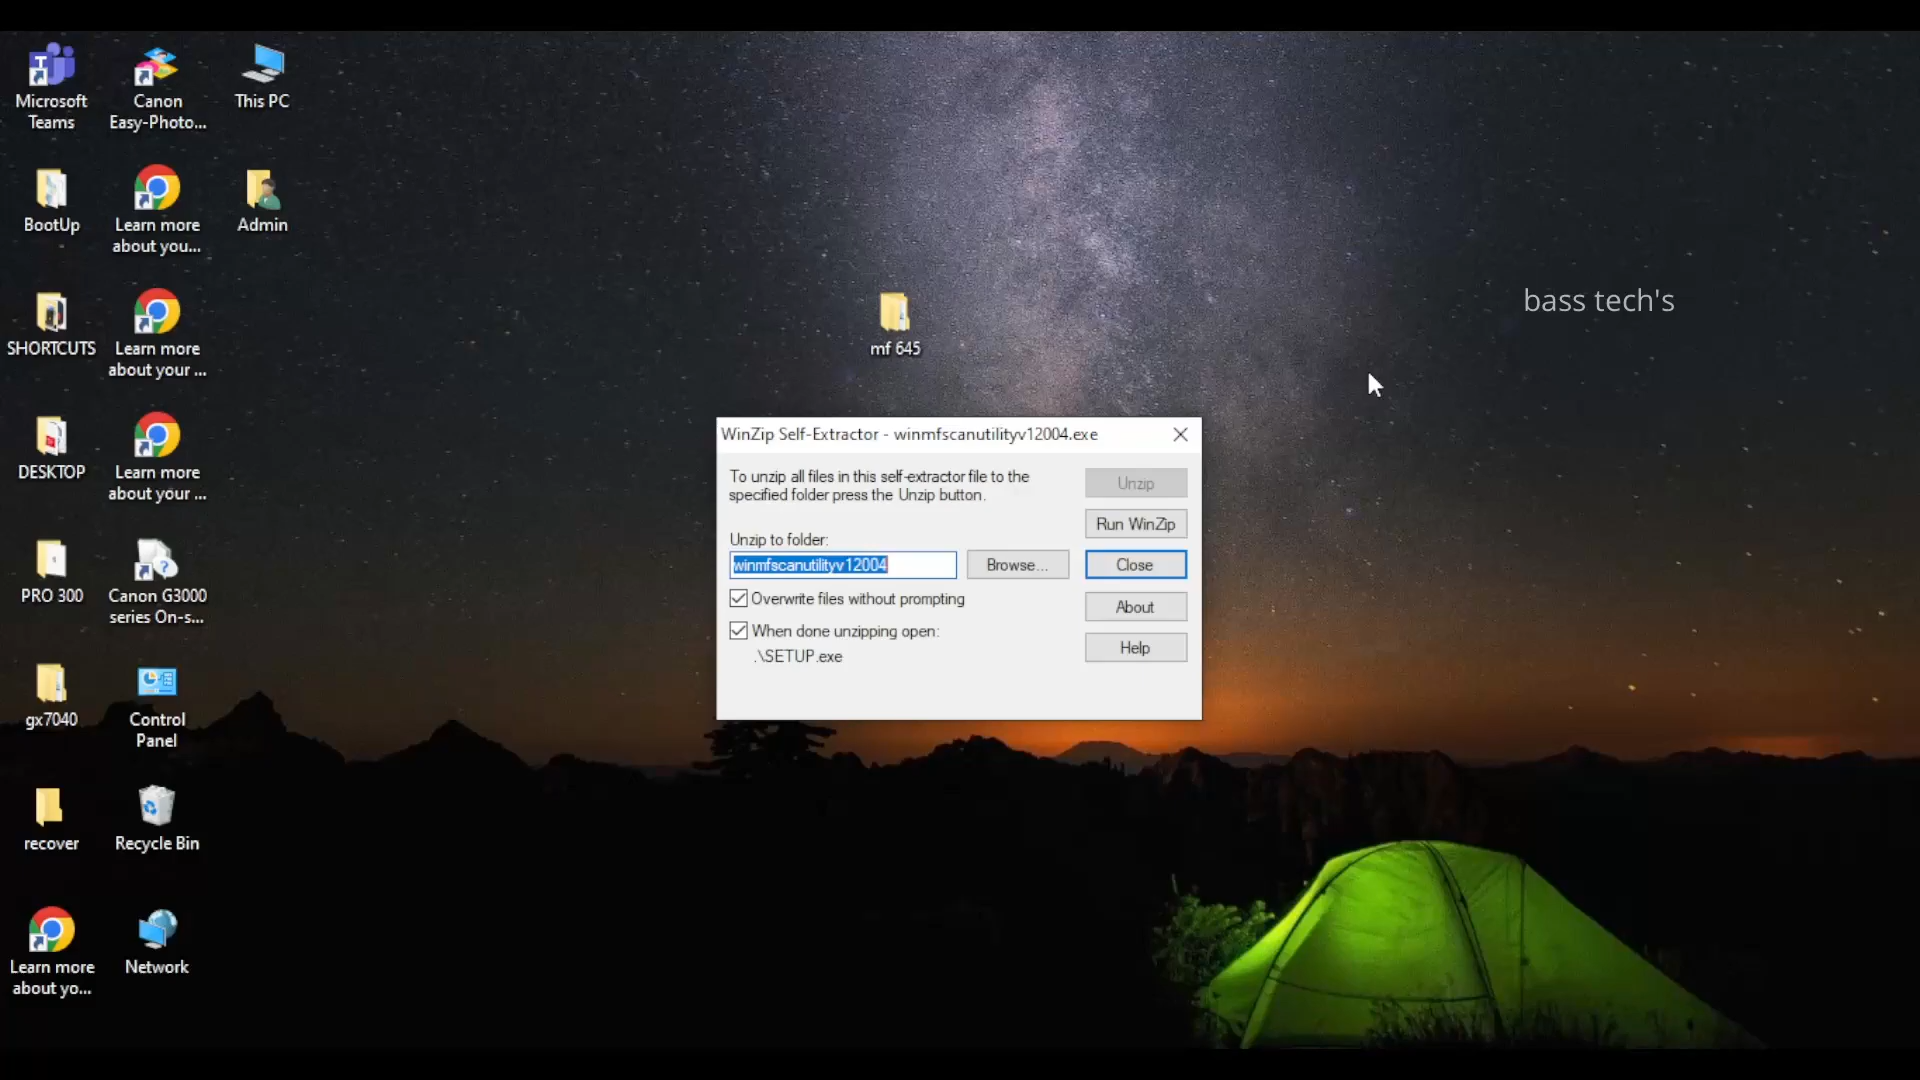 Microsoft
Teams
Canon
Easy-Photo...
This PC
BootUp
Learn more
about you...
Admin
SHORTCUTS
Learn more
about your ...
mf 645
bass tech's
DESKTOP
Learn more
about your ...
PRO 300
Canon G3000
series On-s...
gx7040
Control
Panel
recover
Recycle Bin
Learn more
about yo...
Network
WinZip Self-Extractor - winmfscanutilityv12004.exe
To unzip all files in this self-extractor file to the
specified folder press the Unzip button.
Unzip to folder:
winmfscanutilityv12004
Browse...
Overwrite files without prompting
When done unzipping open:
.\SETUP.exe
Unzip
Run WinZip
Close
About
Help